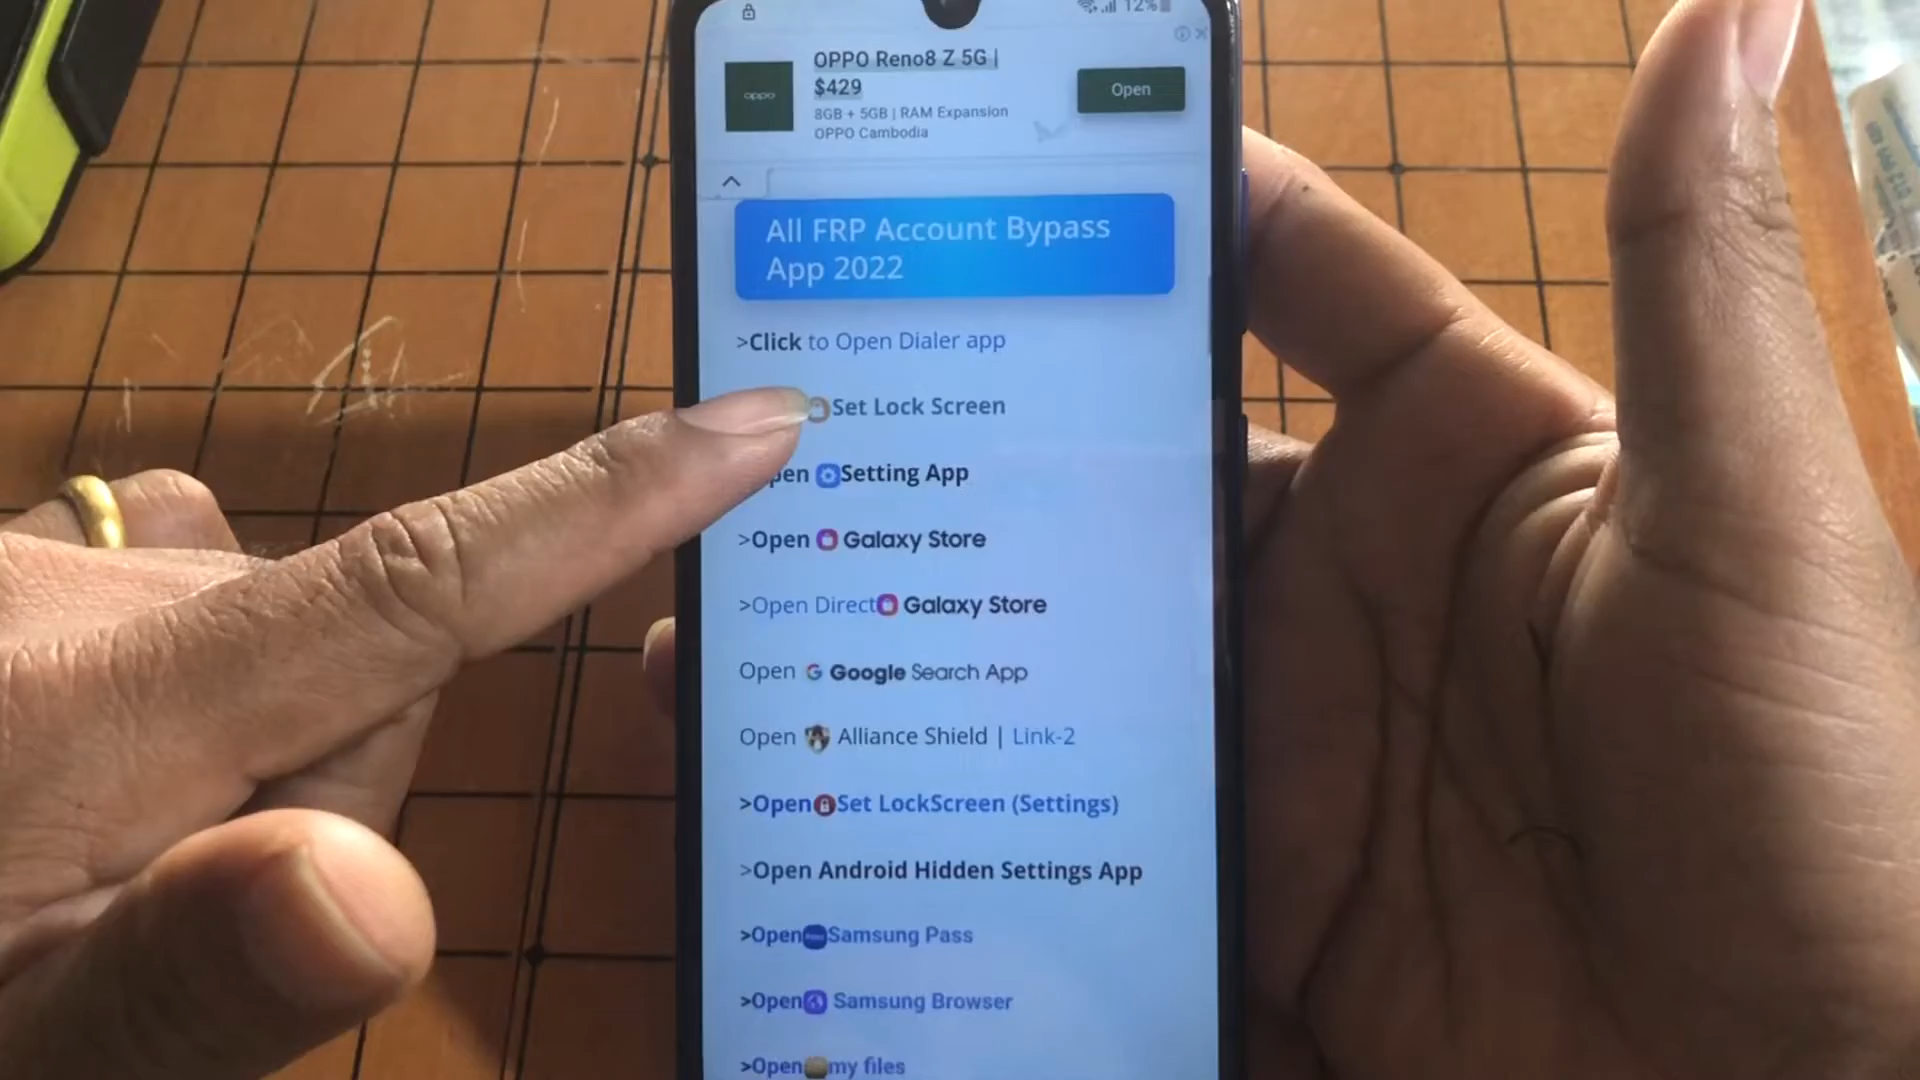 12%
OPPO Reno8 Z 5G |
$429
oppo
Open
8GB + 5GB | RAM Expansion
OPPO Cambodia
All FRP Account Bypass
App 2022
>Click to Open Dialer app
Set Lock Screen
pen Setting App
>Open Galaxy Store
>Open Direct Galaxy Store
Open G Google Search App
Open Alliance Shield | Link-2
>Open Set LockScreen (Settings)
>Open Android Hidden Settings App
>Open Samsung Pass
>Open Samsung Browser
>Open my files